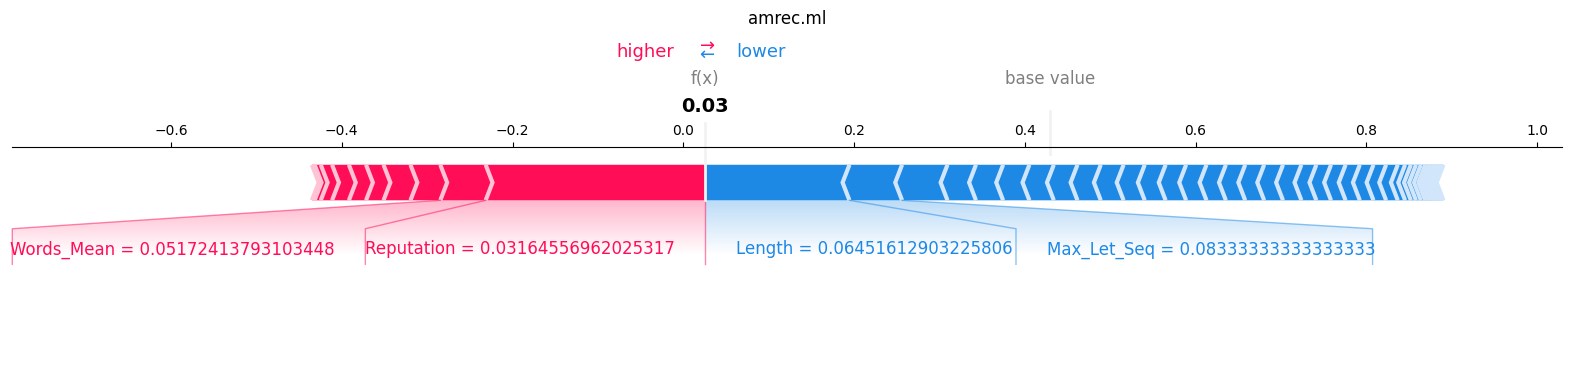 amrec.ml
higher ⇄ lower
f(x) base value
0.03
−0.6 −0.4 −0.2 0.0 0.2 0.4 0.6 0.8 1.0
Words_Mean = 0.05172413793103448 Reputation = 0.03164556962025317 Length = 0.06451612903225806 Max_Let_Seq = 0.08333333333333333